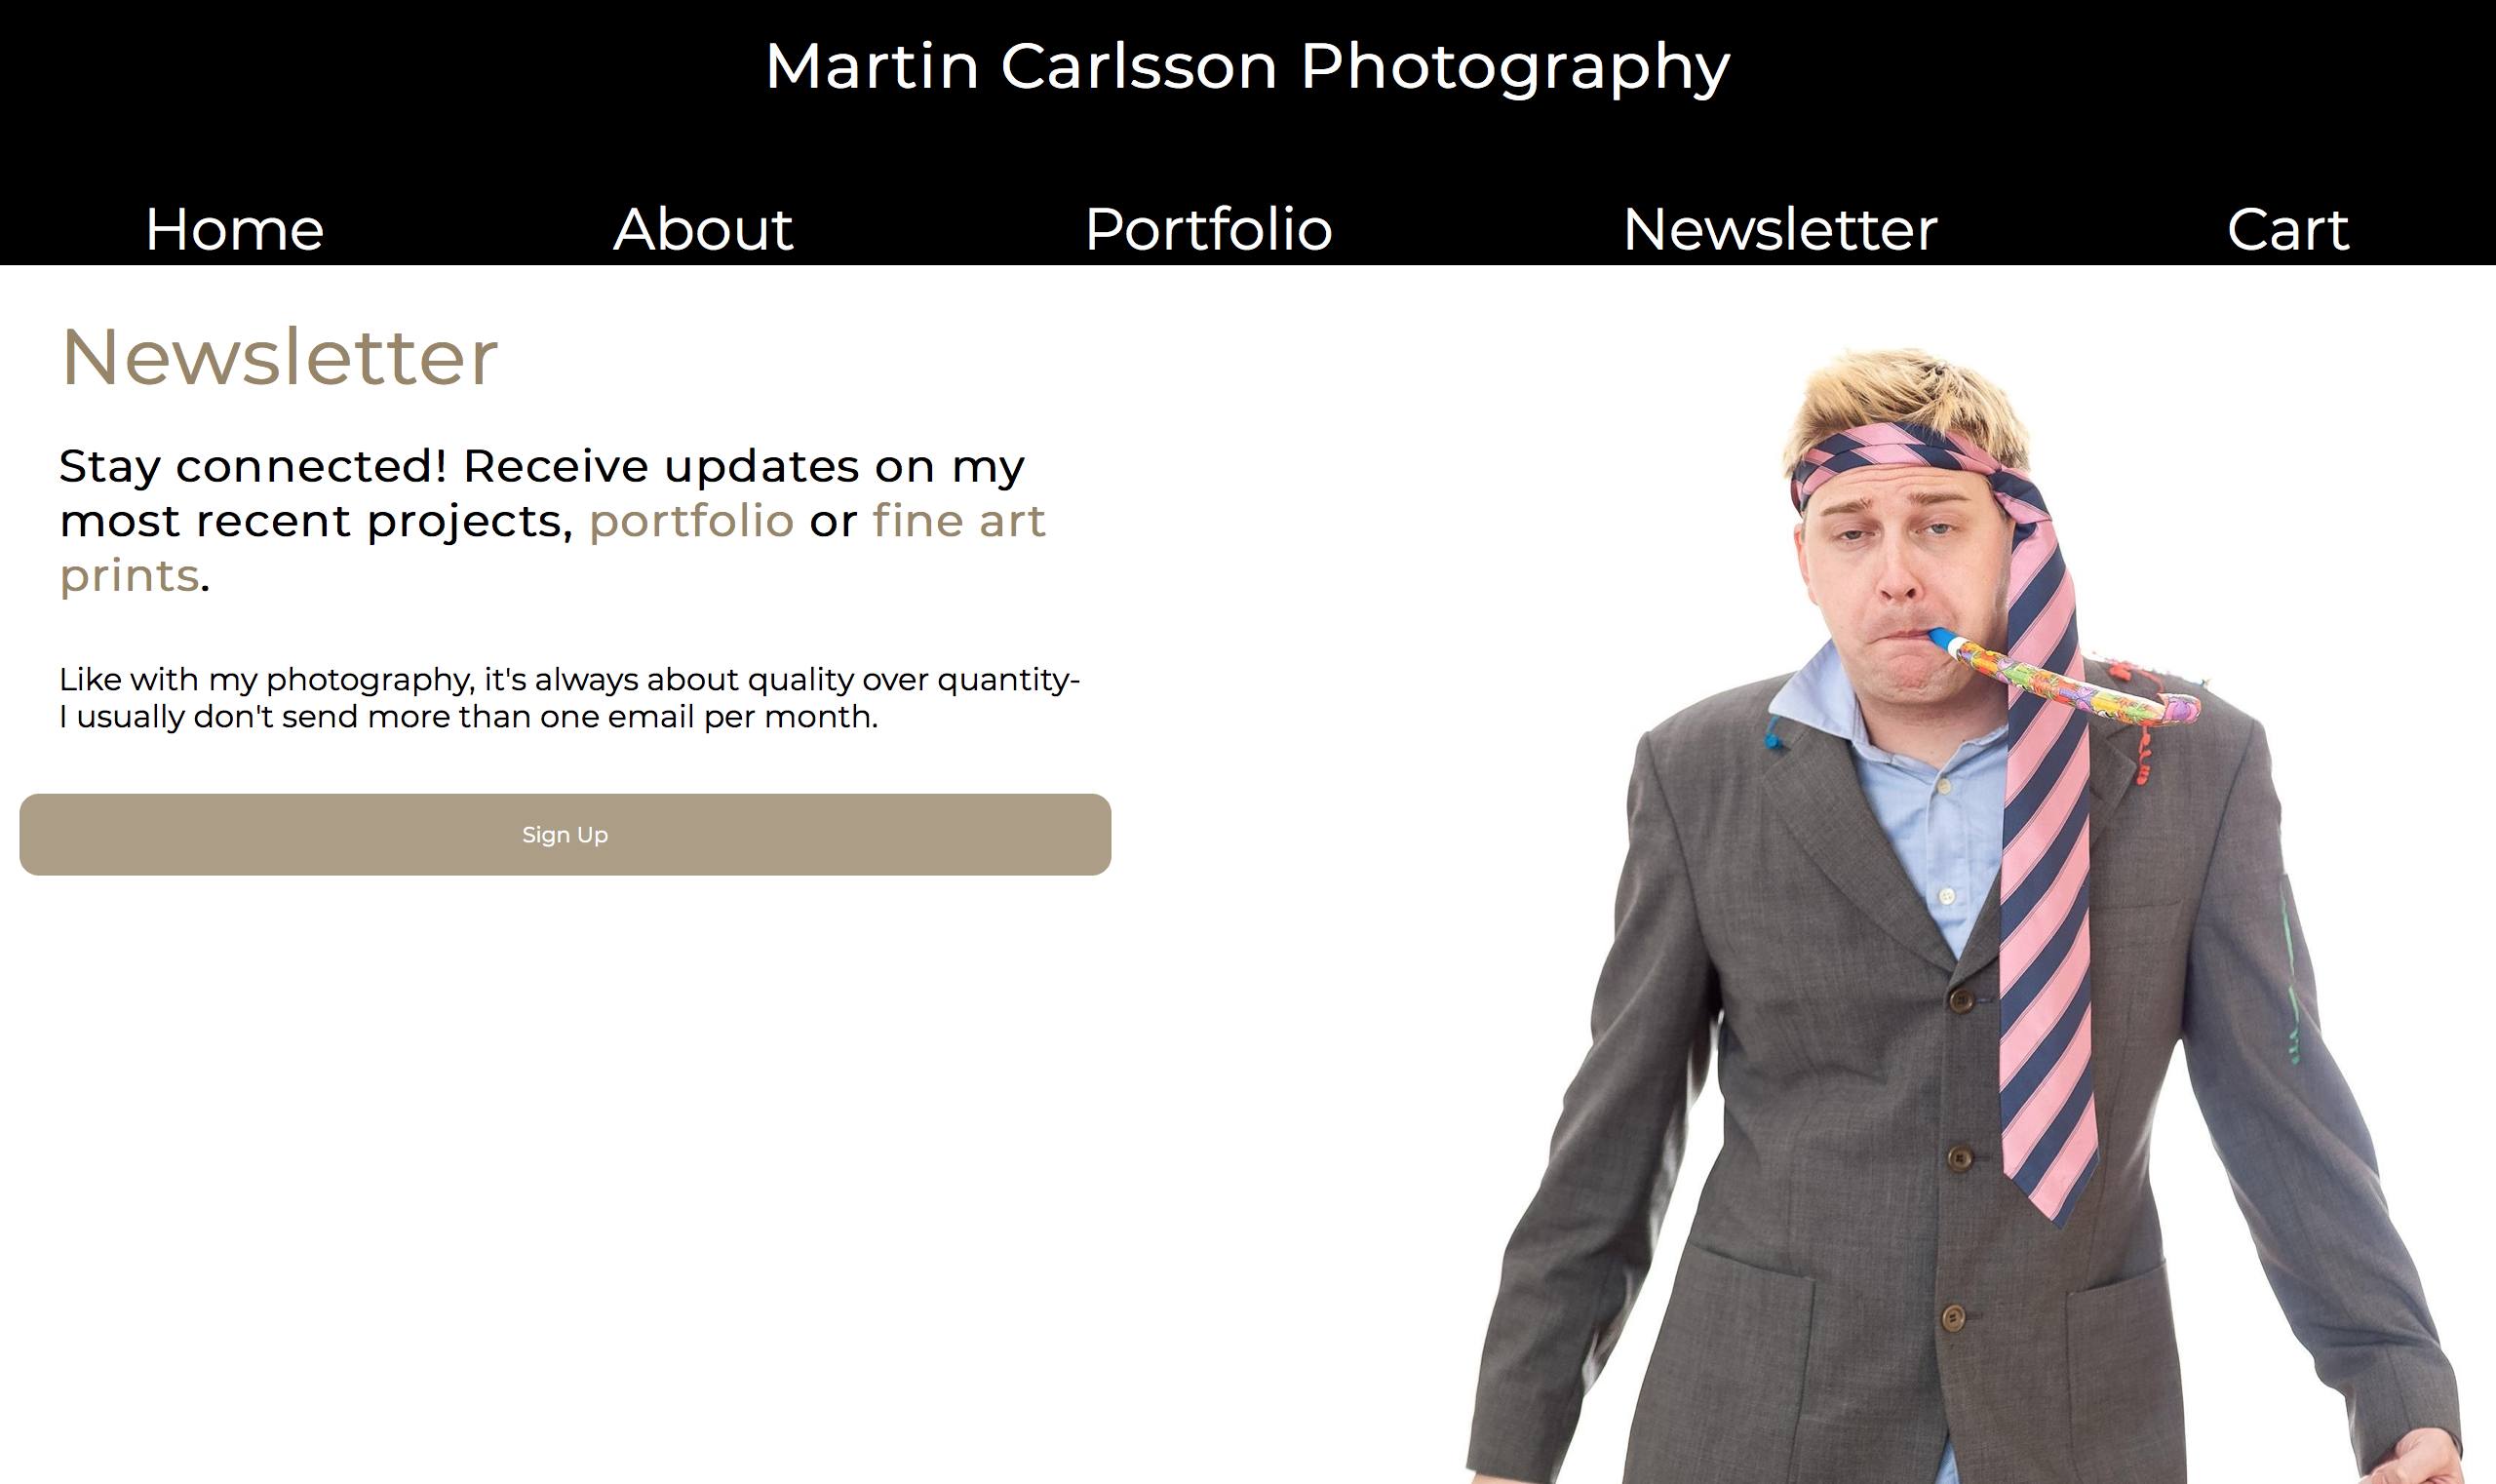 Martin Carlsson Photography
Home About Portfolio Newsletter Cart
Newsletter
Stay connected! Receive updates on my
most recent projects, portfolio or fine art
prints.
Like with my photography, it's always about quality over quantity-
I usually don't send more than one email per month.
Sign Up